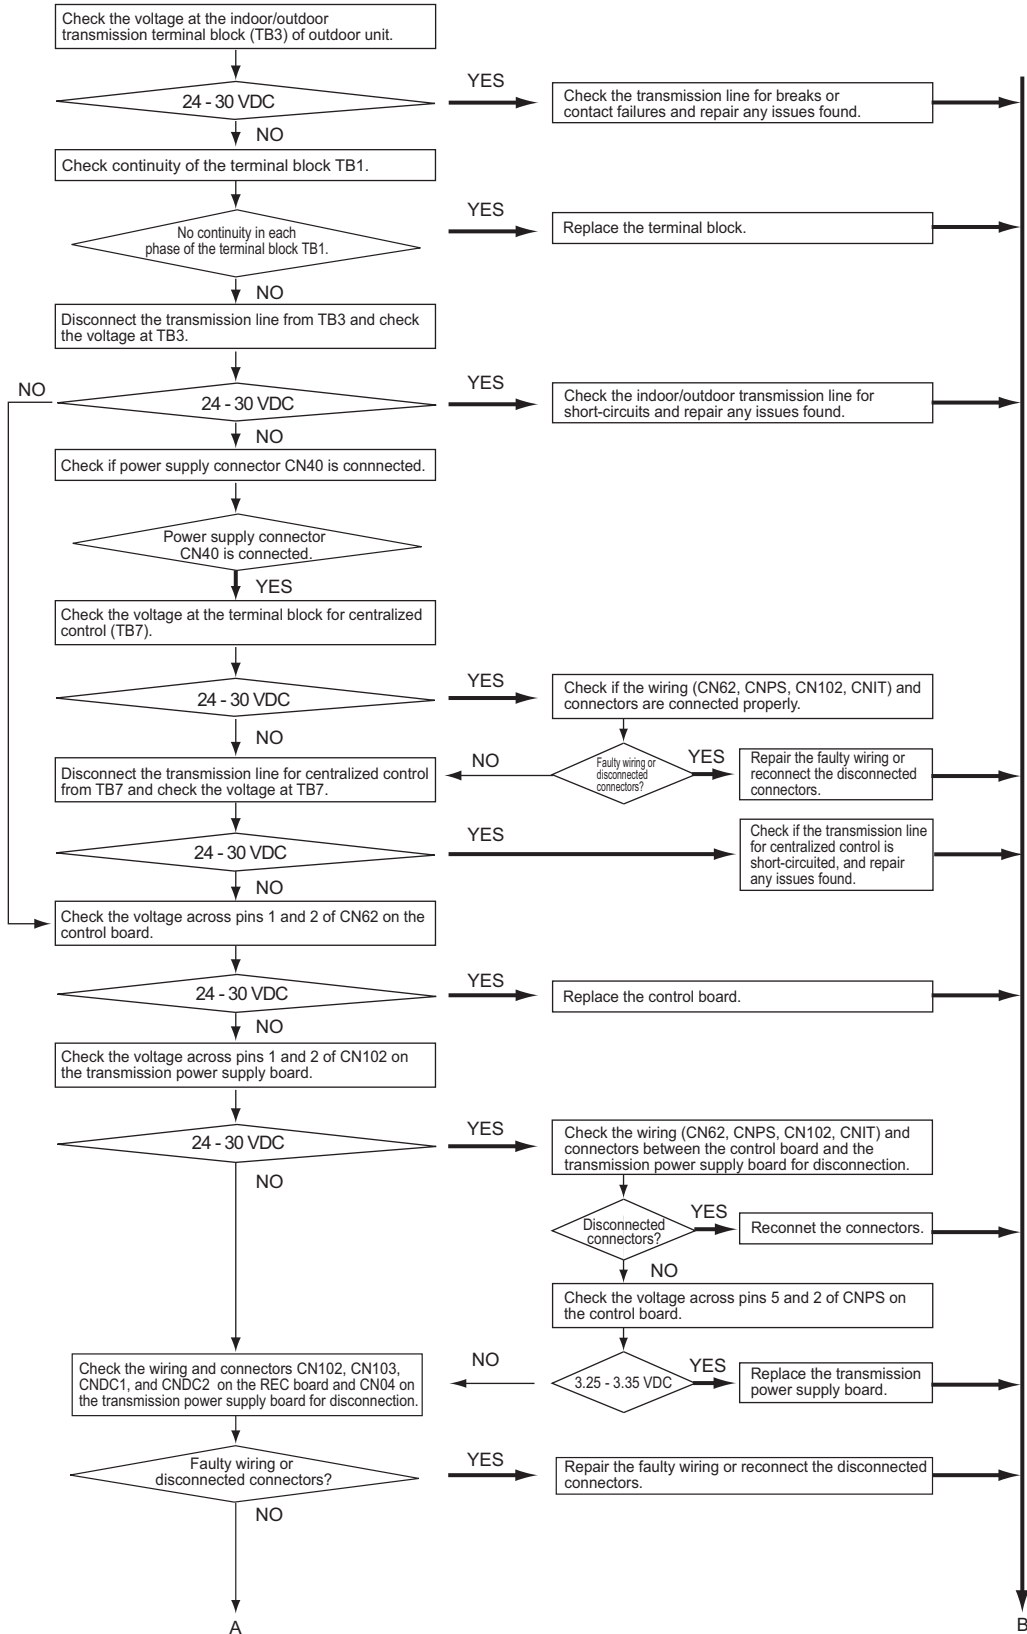 Check the voltage at the indoor/outdoor
transmission terminal block (TB3) of outdoor unit.
24 - 30 VDC
YES
Check the transmission line for breaks or
contact failures and repair any issues found.
NO
Check continuity of the terminal block TB1.
No continuity in each
phase of the terminal block TB1.
YES
Replace the terminal block.
NO
Disconnect the transmission line from TB3 and check
the voltage at TB3.
NO
24 - 30 VDC
YES
Check the indoor/outdoor transmission line for
short-circuits and repair any issues found.
NO
Check if power supply connector CN40 is connnected.
Power supply connector
CN40 is connected.
YES
Check the voltage at the terminal block for centralized
control (TB7).
24 - 30 VDC
YES
Check if the wiring (CN62, CNPS, CN102, CNIT) and
connectors are connected properly.
NO
Faulty wiring or
disconnected
connectors?
YES
Repair the faulty wiring or
reconnect the disconnected
connectors.
NO
Disconnect the transmission line for centralized control
from TB7 and check the voltage at TB7.
24 - 30 VDC
YES
Check if the transmission line
for centralized control is
short-circuited, and repair
any issues found.
NO
Check the voltage across pins 1 and 2 of CN62 on the
control board.
24 - 30 VDC
YES
Replace the control board.
NO
Check the voltage across pins 1 and 2 of CN102 on
the transmission power supply board.
24 - 30 VDC
YES
Check the wiring (CN62, CNPS, CN102, CNIT) and
connectors between the control board and the
transmission power supply board for disconnection.
NO
Disconnected
connectors?
YES
Reconnet the connectors.
NO
Check the voltage across pins 5 and 2 of CNPS on
the control board.
3.25 - 3.35 VDC
YES
Replace the transmission
power supply board.
NO
Check the wiring and connectors CN102, CN103,
CNDC1, and CNDC2 on the REC board and CN04 on
the transmission power supply board for disconnection.
Faulty wiring or
disconnected connectors?
YES
Repair the faulty wiring or reconnect the disconnected
connectors.
NO
A
B